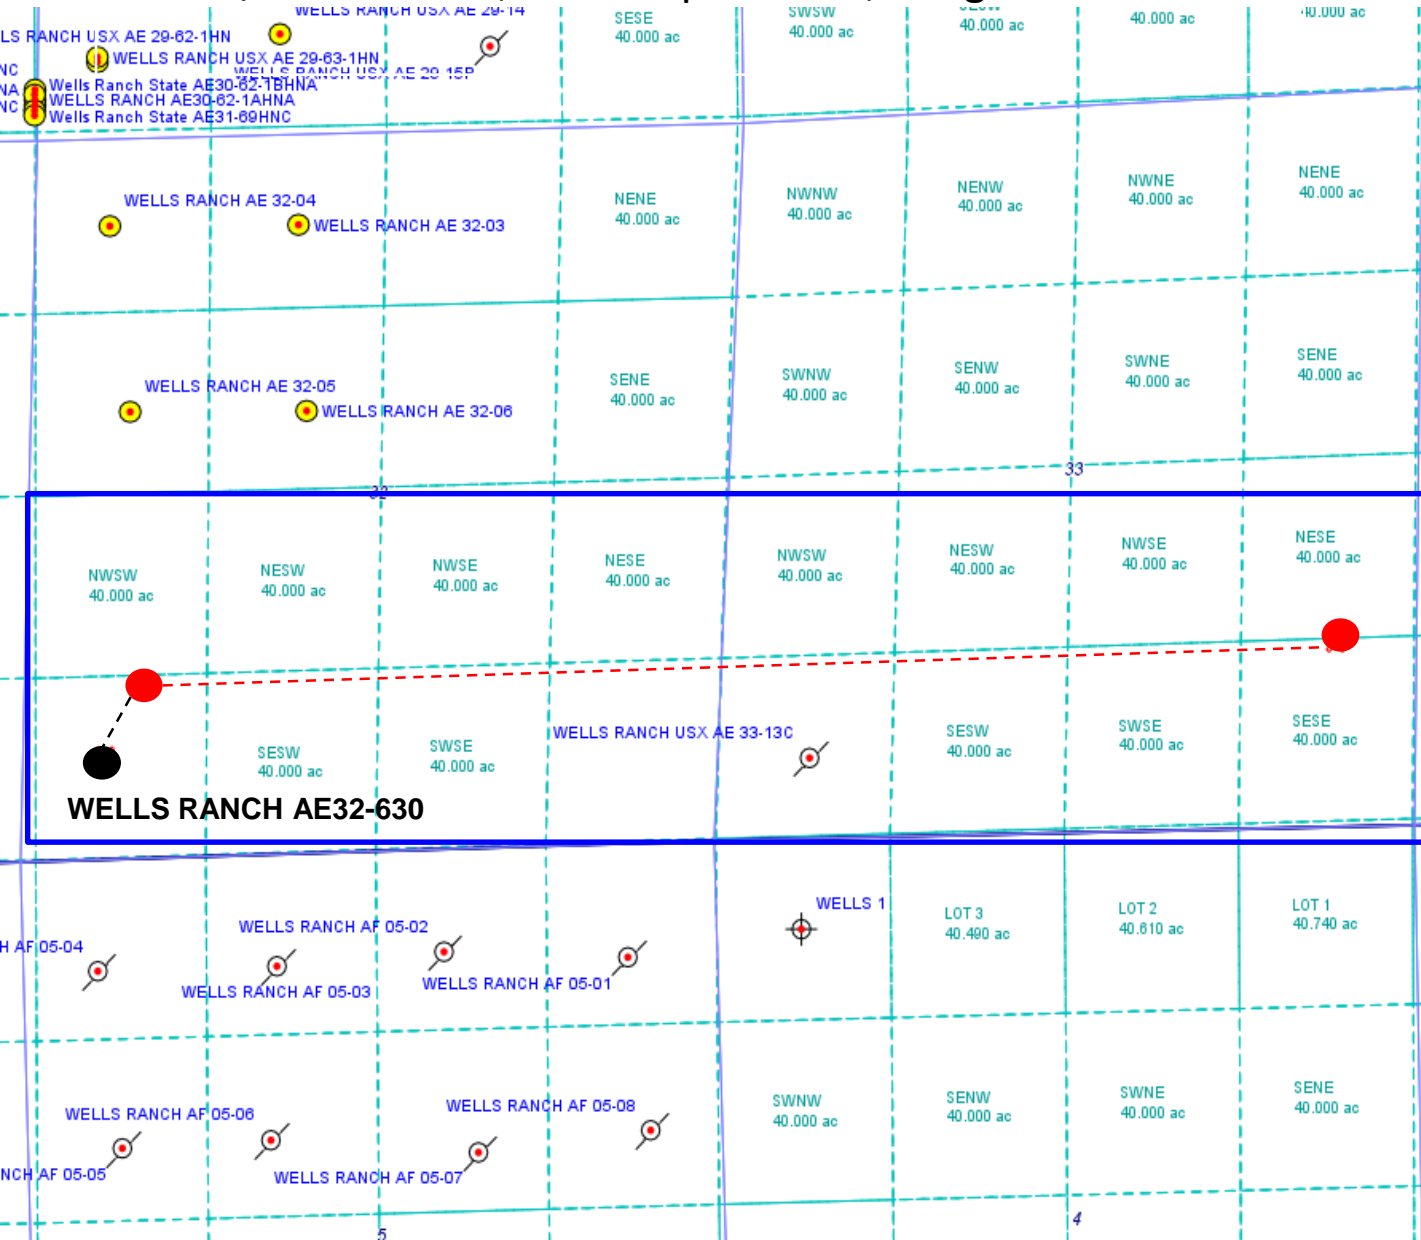 WELLS RANCH USX AE 29-14
SESE
40.000 ac
SWSW
40.000 ac
40.000 ac
40.000 ac
40.000 ac
LS RANCH USX AE 29-62-1HN
WELLS RANCH USX AE 29-63-1HN
WELLS RANCH USX AE 29-15B
NC
NA
NC
Wells Ranch State AE30-62-1BHNA
WELLS RANCH AE30-62-1AHNA
Wells Ranch State AE31-69HNC
WELLS RANCH AE 32-04
WELLS RANCH AE 32-03
NENE
40.000 ac
NWNW
40.000 ac
NENW
40.000 ac
NWNE
40.000 ac
NENE
40.000 ac
WELLS RANCH AE 32-05
WELLS RANCH AE 32-06
SENE
40.000 ac
SWNW
40.000 ac
SENW
40.000 ac
SWNE
40.000 ac
SENE
40.000 ac
32
33
NWSW
40.000 ac
NESW
40.000 ac
NWSE
40.000 ac
NESE
40.000 ac
NWSW
40.000 ac
NESW
40.000 ac
NWSE
40.000 ac
NESE
40.000 ac
SESW
40.000 ac
SWSE
40.000 ac
WELLS RANCH USX AE 33-13C
SESW
40.000 ac
SWSE
40.000 ac
SESE
40.000 ac
WELLS RANCH AE32-630
H AF 05-04
WELLS RANCH AF 05-02
WELLS RANCH AF 05-03
WELLS RANCH AF 05-01
WELLS 1
LOT 3
40.490 ac
LOT 2
40.610 ac
LOT 1
40.740 ac
WELLS RANCH AF 05-06
WELLS RANCH AF 05-08
NCH AF 05-05
WELLS RANCH AF 05-07
SWNW
40.000 ac
SENW
40.000 ac
SWNE
40.000 ac
SENE
40.000 ac
5
4